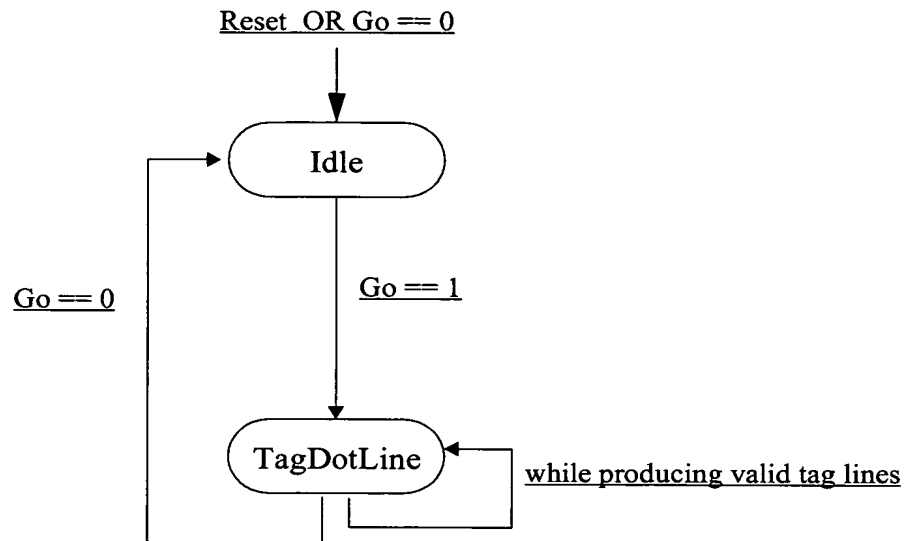 Reset OR Go == 0
Idle
Go == 0
Go == 1
TagDotLine
while producing valid tag lines